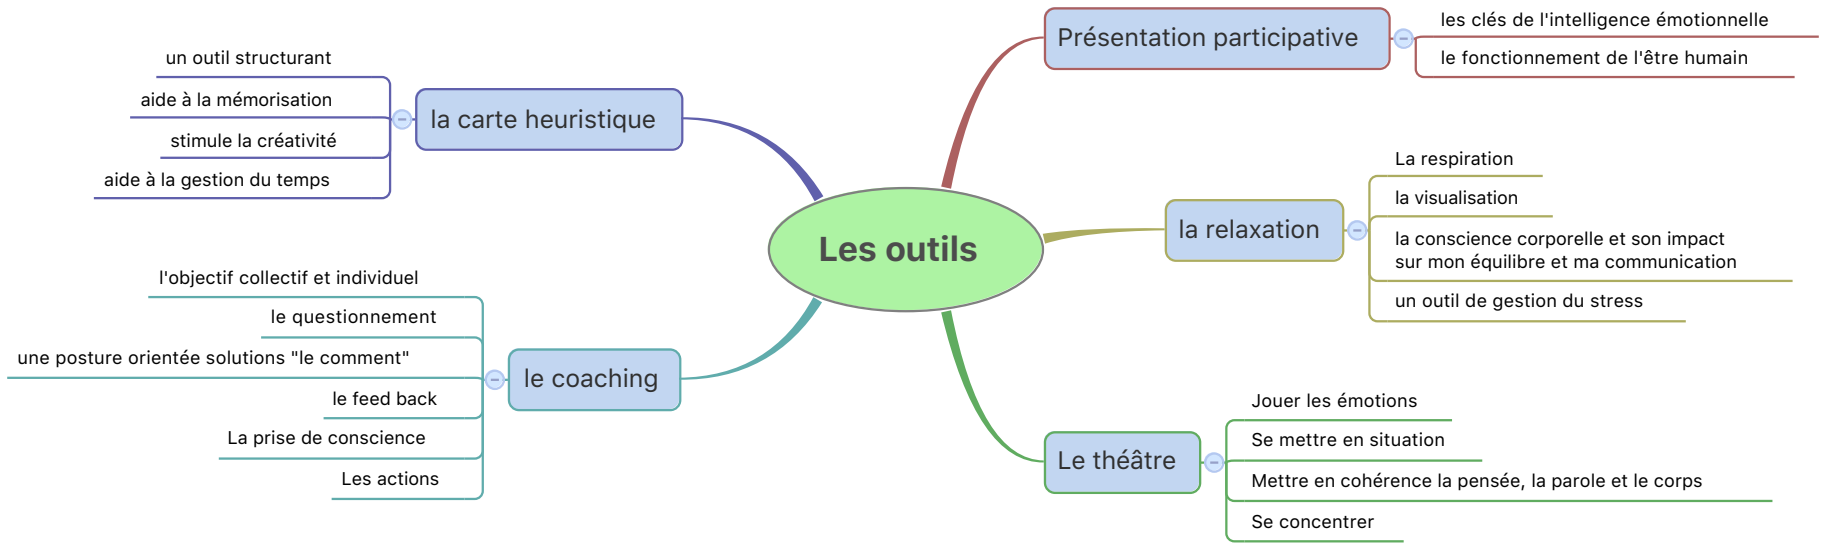 Les outils
Présentation participative
les clés de l'intelligence émotionnelle
le fonctionnement de l'être humain
la relaxation
La respiration
la visualisation
la conscience corporelle et son impact
sur mon équilibre et ma communication
un outil de gestion du stress
Le théâtre
Jouer les émotions
Se mettre en situation
Mettre en cohérence la pensée, la parole et le corps
Se concentrer
le coaching
l'objectif collectif et individuel
le questionnement
une posture orientée solutions "le comment"
le feed back
La prise de conscience
Les actions
la carte heuristique
un outil structurant
aide à la mémorisation
stimule la créativité
aide à la gestion du temps